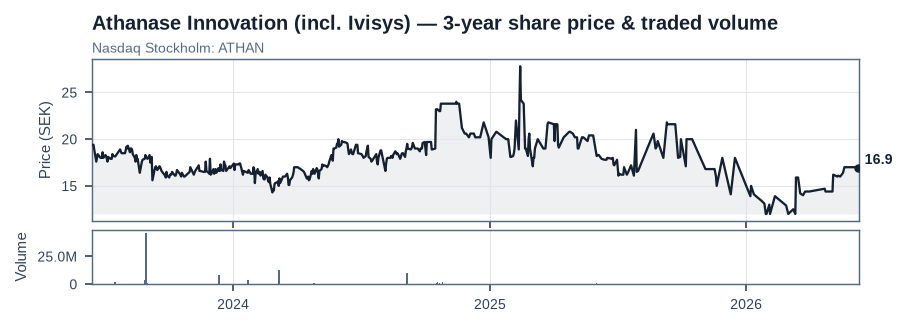 Athanase Innovation (incl. Ivisys) — 3-year share price & traded volume
Nasdaq Stockholm: ATHAN
Price (SEK)
25
20
15
16.9
Volume
25.0M
0
2024
2025
2026